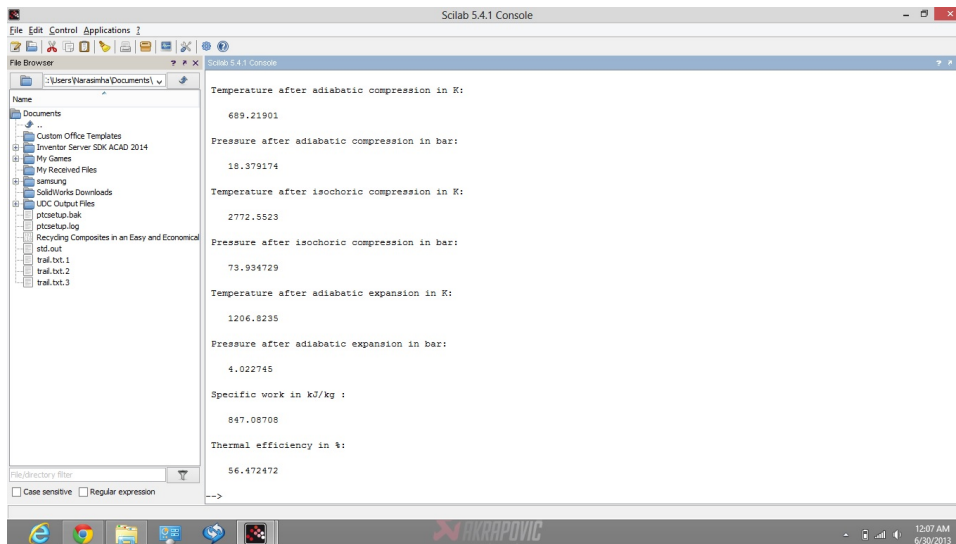 Scilab 5.4.1 Console
File Edit Control Applications ?
File Browser
Scilab 5.4.1 Console
:\Users\Narasimha\Documents\
Name
Documents
..
Custom Office Templates
Inventor Server SDK ACAD 2014
My Games
My Received Files
samsung
SolidWorks Downloads
UDC Output Files
ptcsetup.bak
ptcsetup.log
Recycling Composites in an Easy and Economical
std.out
trail.txt.1
trail.txt.2
trail.txt.3
File/directory filter
Case sensitive Regular expression
Temperature after adiabatic compression in K:
689.21901
Pressure after adiabatic compression in bar:
18.379174
Temperature after isochoric compression in K:
2772.5523
Pressure after isochoric compression in bar:
73.934729
Temperature after adiabatic expansion in K:
1206.8235
Pressure after adiabatic expansion in bar:
4.022745
Specific work in kJ/kg :
847.08708
Thermal efficiency in %:
56.472472
-->
AKRAPOVIC
12:07 AM
6/30/2013